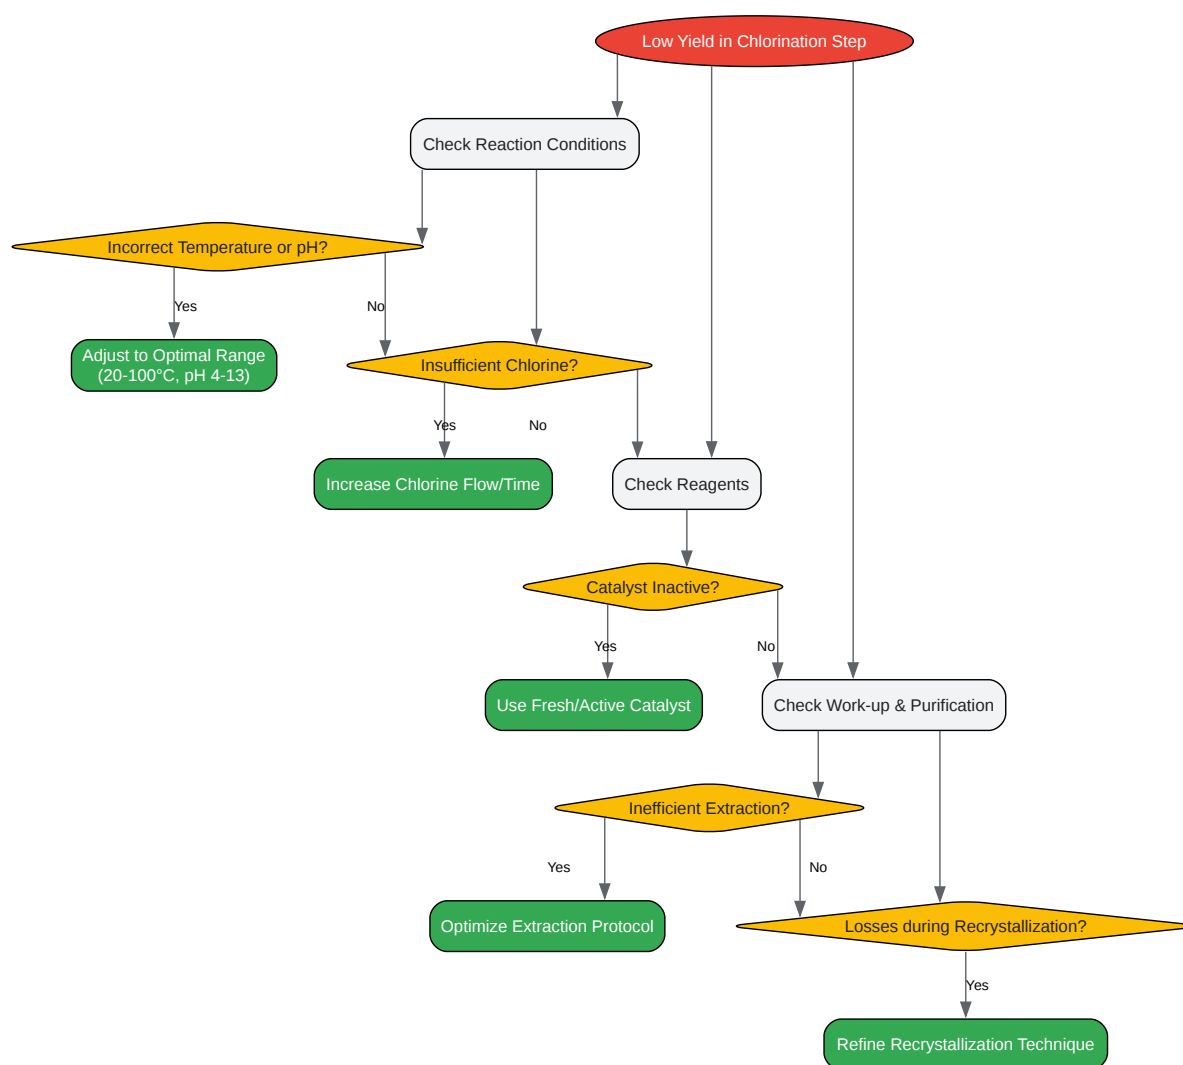 Low Yield in Chlorination Step
Check Reaction Conditions
Incorrect Temperature or pH?
Yes
No
Adjust to Optimal Range
(20-100°C, pH 4-13)
Insufficient Chlorine?
Yes
No
Increase Chlorine Flow/Time
Check Reagents
Catalyst Inactive?
Yes
No
Use Fresh/Active Catalyst
Check Work-up & Purification
Inefficient Extraction?
Yes
No
Optimize Extraction Protocol
Losses during Recrystallization?
Yes
Refine Recrystallization Technique